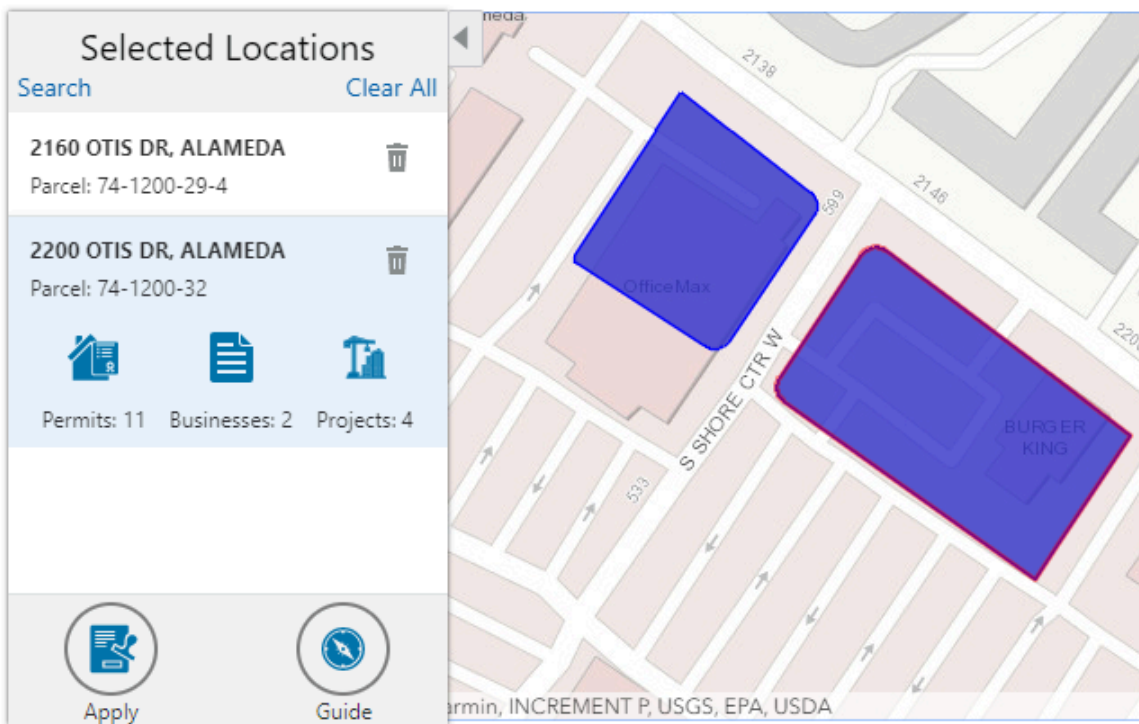 Selected Locations
Search
Clear All
2160 OTIS DR, ALAMEDA
Parcel: 74-1200-29-4
2200 OTIS DR, ALAMEDA
Parcel: 74-1200-32
Permits: 11
Businesses: 2
Projects: 4
Apply
Guide
2138
2146
599
OfficeMax
S SHORE CTR W
BURGER
KING
533
INCREMENT P, USGS, EPA, USDA